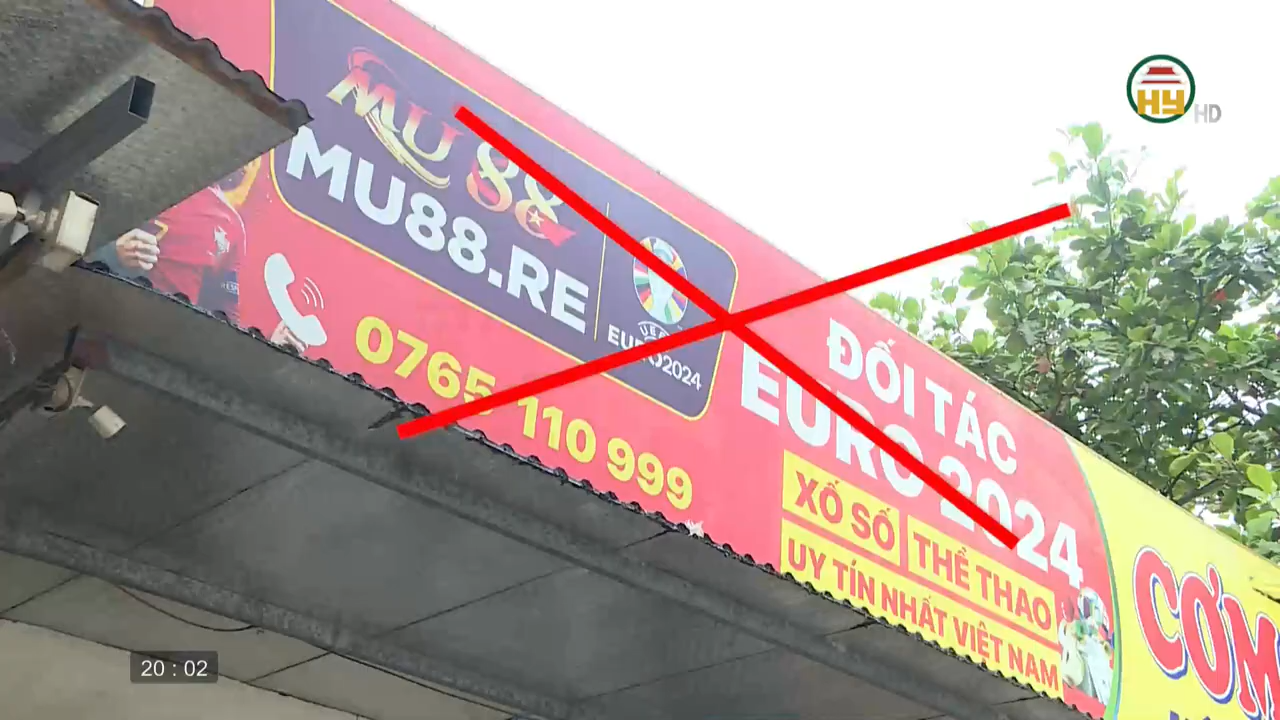 HY HD
MU 88
MU88.RE
UEFA
EURO2024
0765 110 999
ĐỐI TÁC
EURO 2024
XỐ SỐ THỂ THAO
UY TÍN NHẤT VIỆT NAM
CƠM
20 : 02